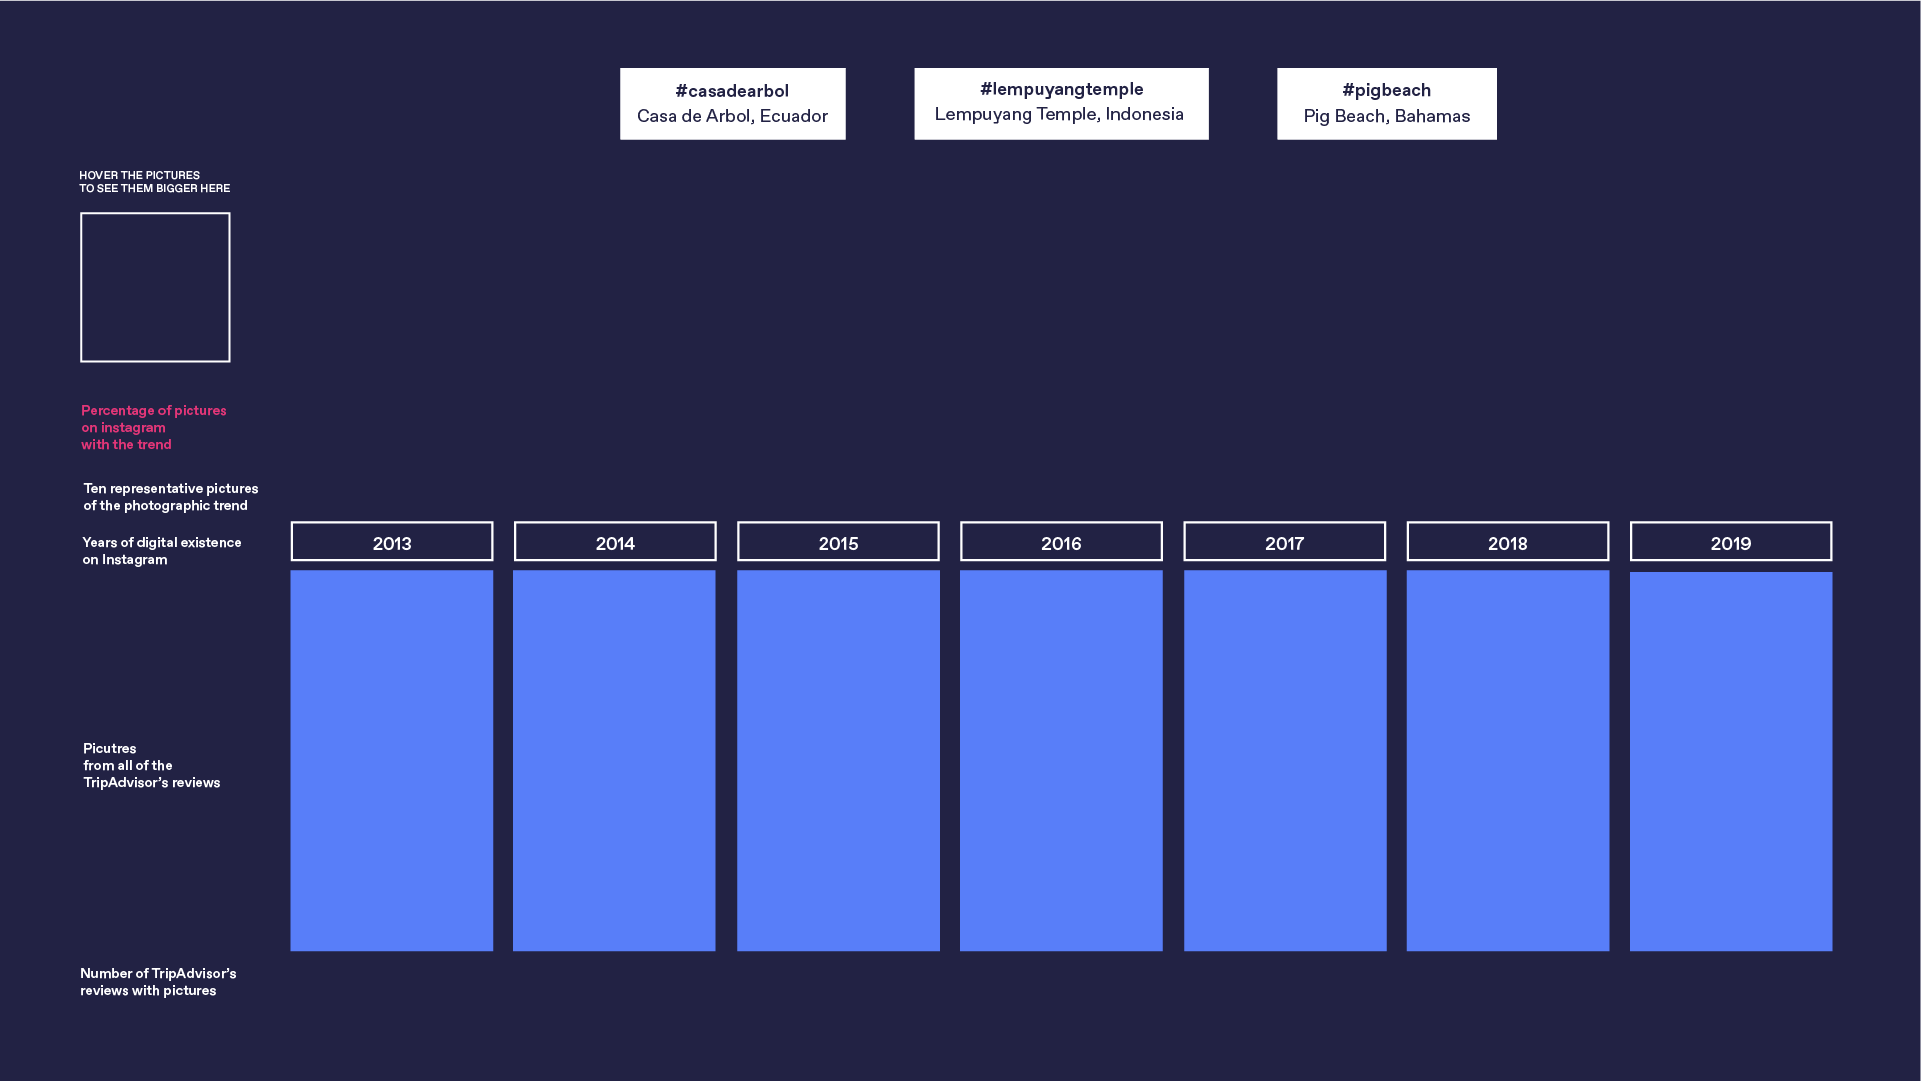 #casadearbol
Casa de Arbol, Ecuador
#lempuyangtemple
Lempuyang Temple, Indonesia
#pigbeach
Pig Beach, Bahamas
HOVER THE PICTURES
TO SEE THEM BIGGER HERE
Percentage of pictures
on instagram
with the trend
Ten representative pictures
of the photographic trend
Years of digital existence
on Instagram
2013
2014
2015
2016
2017
2018
2019
Picutres
from all of the
TripAdvisor’s reviews
Number of TripAdvisor’s
reviews with pictures